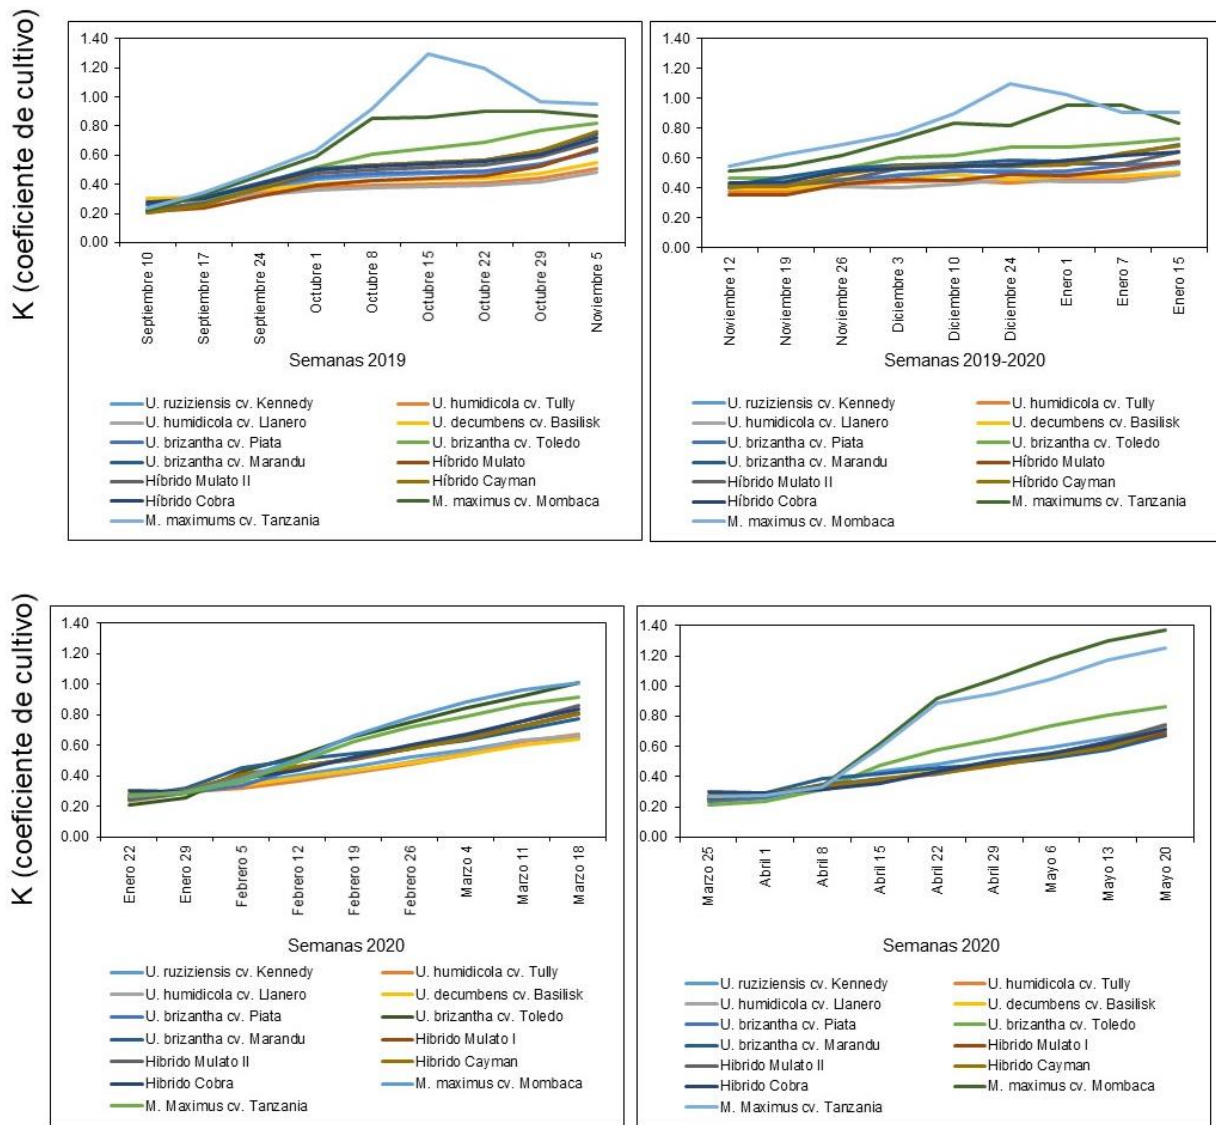 K (coeficiente de cultivo)
1.40
1.20
1.00
0.80
0.60
0.40
0.20
0.00
Septiembre 10
Septiembre 17
Septiembre 24
Octubre 1
Octubre 8
Octubre 15
Octubre 22
Octubre 29
Noviembre 5
Semanas 2019
U. ruziziensis cv. Kennedy
U. humidicola cv. Tully
U. humidicola cv. Llanero
U. decumbens cv. Basilisk
U. brizantha cv. Piata
U. brizantha cv. Toledo
U. brizantha cv. Marandu
Híbrido Mulato
Híbrido Mulato II
Híbrido Cayman
Híbrido Cobra
M. maximus cv. Mombaca
M. maximums cv. Tanzania
1.40
1.20
1.00
0.80
0.60
0.40
0.20
0.00
Noviembre 12
Noviembre 19
Noviembre 26
Diciembre 3
Diciembre 10
Diciembre 24
Enero 1
Enero 7
Enero 15
Semanas 2019-2020
U. ruziziensis cv. Kennedy
U. humidicola cv. Tully
U. humidicola cv. Llanero
U. decumbens cv. Basilisk
U. brizantha cv. Piata
U. brizantha cv. Toledo
U. brizantha cv. Marandu
Híbrido Mulato
Híbrido Mulato II
Híbrido Cayman
Híbrido Cobra
M. maximums cv. Tanzania
M. maximus cv. Mombaca
K (coeficiente de cultivo)
1.40
1.20
1.00
0.80
0.60
0.40
0.20
0.00
Enero 22
Enero 29
Febrero 5
Febrero 12
Febrero 19
Febrero 26
Marzo 4
Marzo 11
Marzo 18
Semanas 2020
U. ruziziensis cv. Kennedy
U. humidicola cv. Tully
U. humidicola cv. Llanero
U. decumbens cv. Basilisk
U. brizantha cv. Piata
U. brizantha cv. Toledo
U. brizantha cv. Marandu
Hibrido Mulato I
Hibrido Mulato II
Hibrido Cayman
Hibrido Cobra
M. maximus cv. Mombaca
M. Maximus cv. Tanzania
1.40
1.20
1.00
0.80
0.60
0.40
0.20
0.00
Marzo 25
Abril 1
Abril 8
Abril 15
Abril 22
Abril 29
Mayo 6
Mayo 13
Mayo 20
Semanas 2020
U. ruziziensis cv. Kennedy
U. humidicola cv. Tully
U. humidicola cv. Llanero
U. decumbens cv. Basilisk
U. brizantha cv. Piata
U. brizantha cv. Toledo
U. brizantha cv. Marandu
Hibrido Mulato I
Hibrido Mulato II
Hibrido Cayman
Hibrido Cobra
M. maximus cv. Mombaca
M. Maximus cv. Tanzania